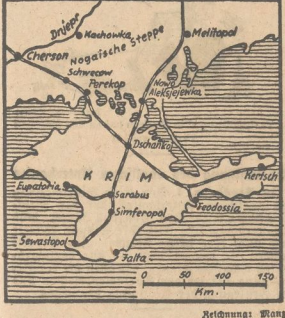 Dnjepr
Kachowka
Melitopol
Nogaische Steppe
Cherson
Schwecow
Perekop
Nowo
Aleksjejewka
Dschankoi
KRIM
Kertsch
Eupatoria
Sarabus
Simferopol
Feodossia
Sewastopol
Jalta
0 50 100 150
Km.
Zeichnung: